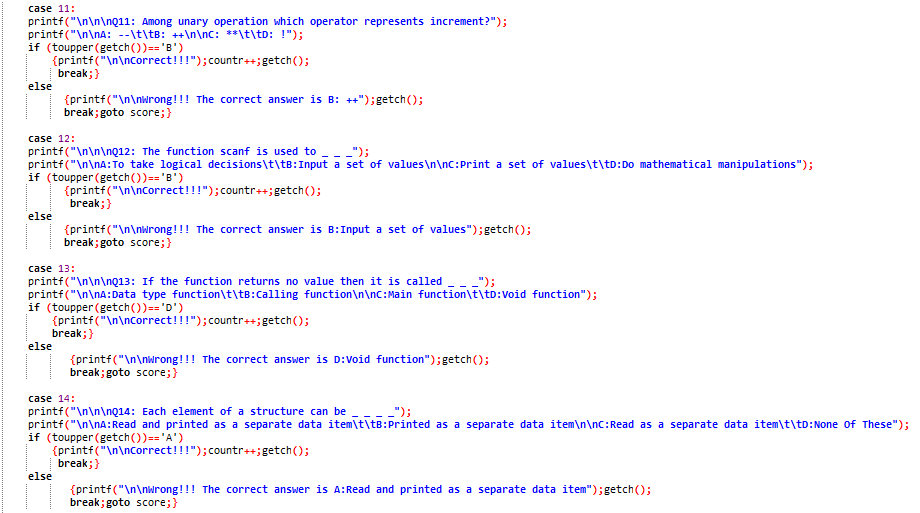 case 11:
printf("\n\n\nQ11: Among unary operation which operator represents increment?");
printf("\n\nA: --\t\tB: ++\n\nC: **\t\tD: !");
if (toupper(getch())=='B')
{printf("\n\nCorrect!!!");countr++;getch();
break;}
else
{printf("\n\nWrong!!! The correct answer is B: ++");getch();
break;goto score;}
case 12:
printf("\n\n\nQ12: The function scanf is used to _ _ _");
printf("\n\nA:To take logical decisions\t\tB:Input a set of values\n\nC:Print a set of values\t\tD:Do mathematical manipulations");
if (toupper(getch())=='B')
{printf("\n\nCorrect!!!");countr++;getch();
break;}
else
{printf("\n\nWrong!!! The correct answer is B:Input a set of values");getch();
break;goto score;}
case 13:
printf("\n\n\nQ13: If the function returns no value then it is called _ _ _");
printf("\n\nA:Data type function\t\tB:Calling function\n\nC:Main function\t\tD:Void function");
if (toupper(getch())=='D')
{printf("\n\nCorrect!!!");countr++;getch();
break;}
else
{printf("\n\nWrong!!! The correct answer is D:Void function");getch();
break;goto score;}
case 14:
printf("\n\n\nQ14: Each element of a structure can be _ _ _ _");
printf("\n\nA:Read and printed as a separate data item\t\tB:Printed as a separate data item\n\nC:Read as a separate data item\t\tD:None Of These");
if (toupper(getch())=='A')
{printf("\n\nCorrect!!!");countr++;getch();
break;}
else
{printf("\n\nWrong!!! The correct answer is A:Read and printed as a separate data item");getch();
break;goto score;}